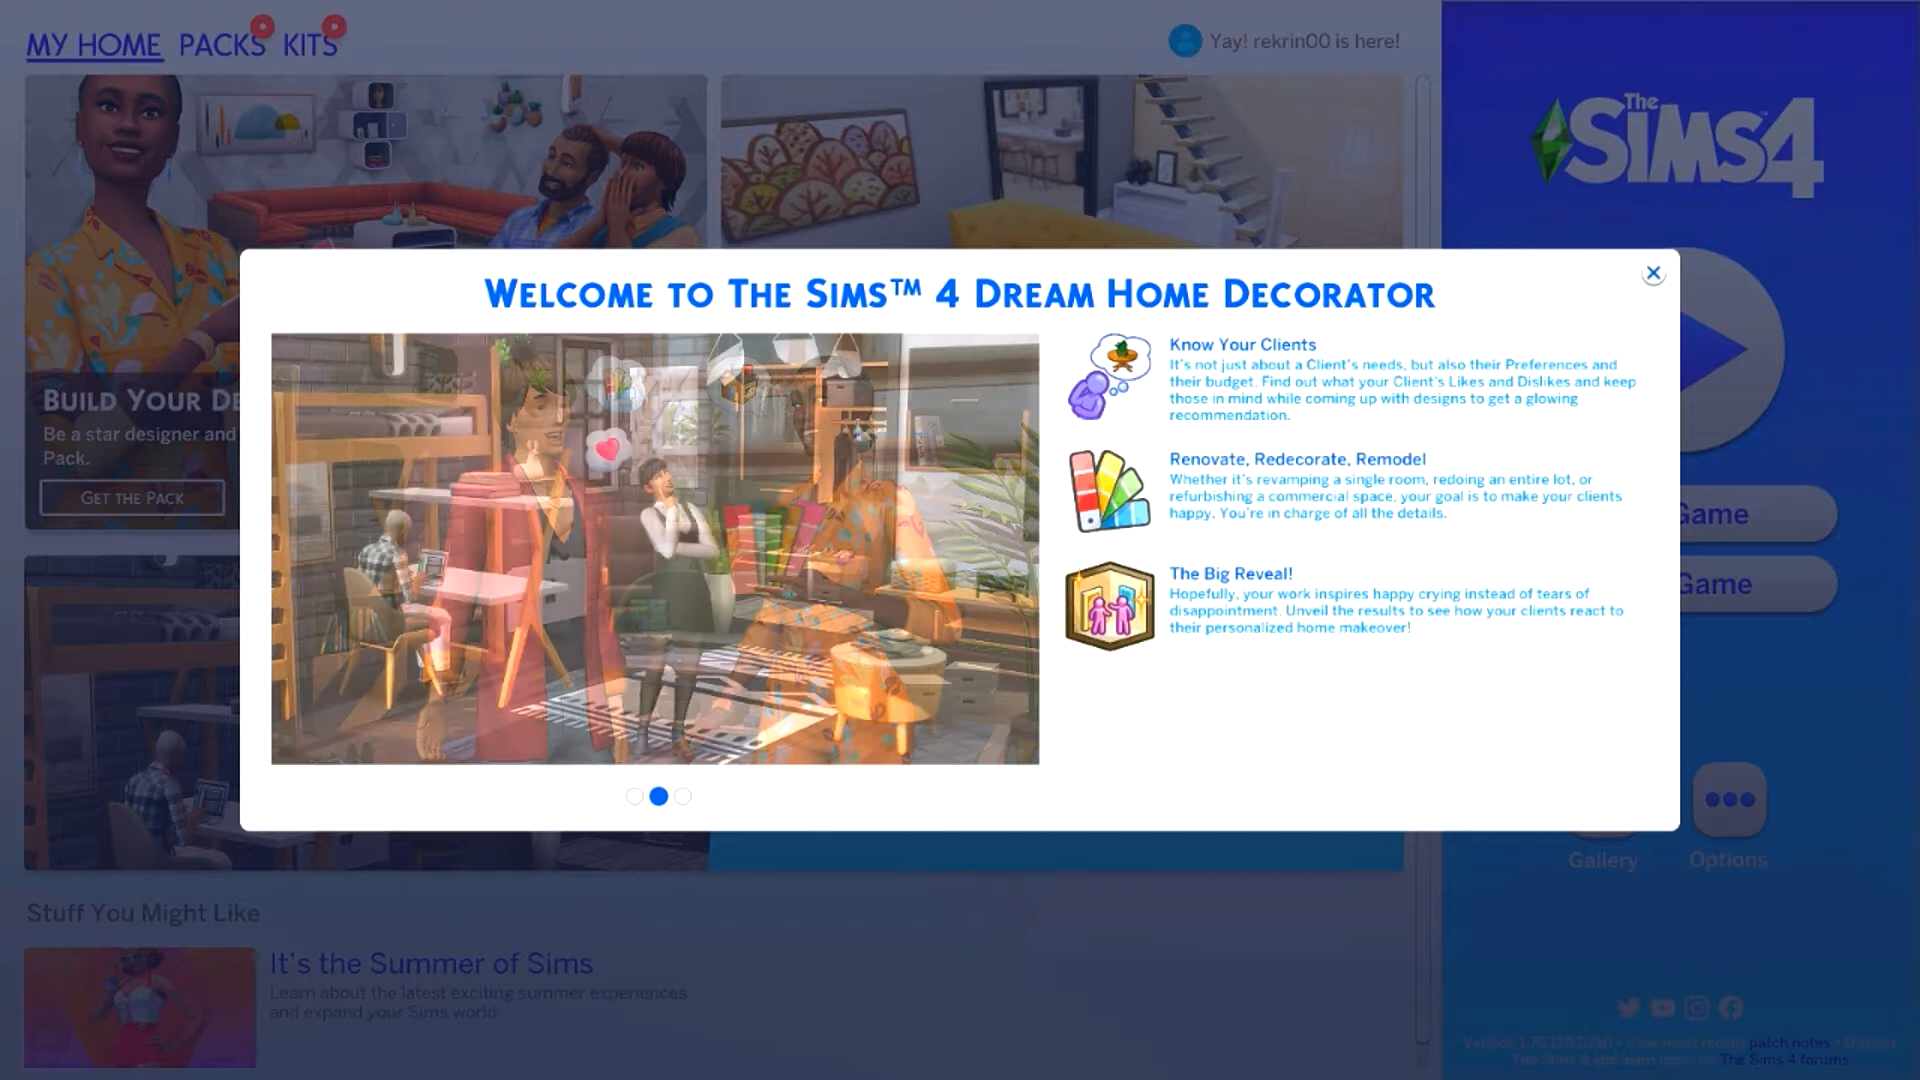 MY HOME PACKS KITS
Yay! rekrin00 is here!
The SIMS 4
WELCOME TO THE SIMS™ 4 DREAM HOME DECORATOR
Know Your Clients
It's not just about a Client's needs, but also their Preferences and
their budget. Find out what your Client's Likes and Dislikes and keep
those in mind while coming up with designs to get a glowing
recommendation.
Renovate, Redecorate, Remodel
Whether it's revamping a single room, redoing an entire lot, or
refurbishing a commercial space, your goal is to make your clients
happy. You're in charge of all the details.
The Big Reveal!
Hopefully, your work inspires happy crying instead of tears of
disappointment. Unveil the results to see how your clients react to
their personalized home makeover!
BUILD YOUR DE
Be a star designer and
Pack.
GET THE PACK
Game
Game
Gallery Options
Stuff You Might Like
It's the Summer of Sims
Learn about the latest exciting summer experiences
and expand your Sims world
patch notes
The Sims 4 forums